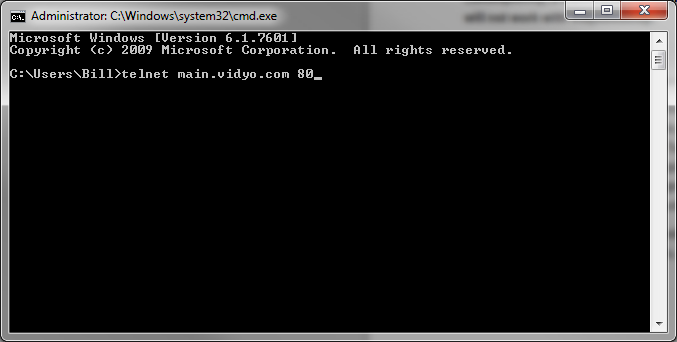 Administrator: C:\Windows\system32\cmd.exe
Microsoft Windows [Version 6.1.7601]
Copyright (c) 2009 Microsoft Corporation.  All rights reserved.
C:\Users\Bill>telnet main.vidyo.com 80_